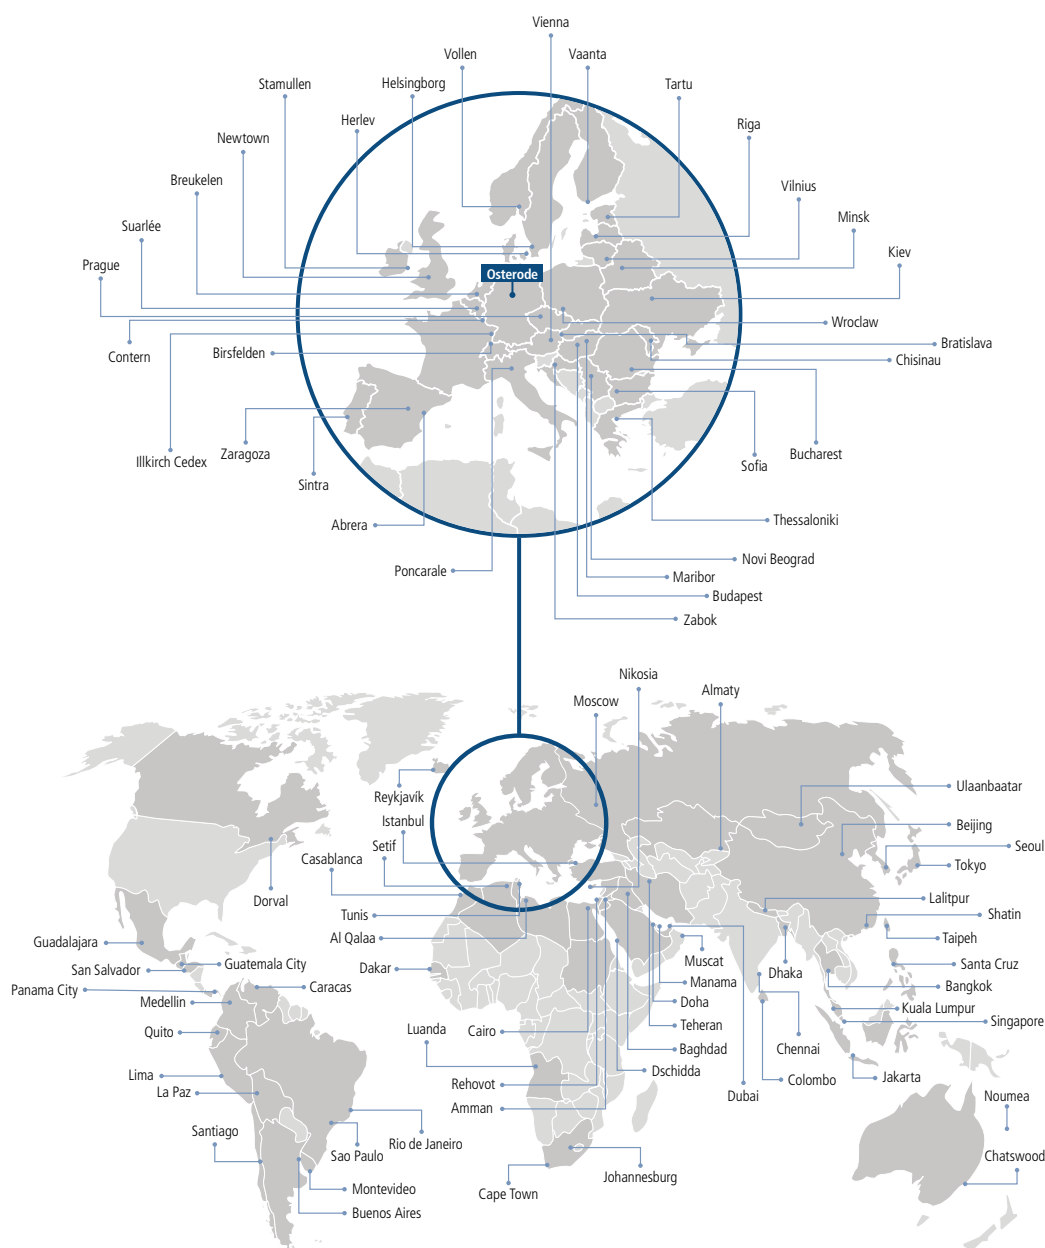 Vienna
Vollen
Vaanta
Stamullen
Helsingborg
Tartu
Herlev
Riga
Newtown
Breukelen
Vilnius
Suarlée
Minsk
Prague
Kiev
Osterode
Wroclaw
Contern
Birsfelden
Bratislava
Chisinau
Illkirch Cedex
Zaragoza
Sintra
Sofia
Bucharest
Abrera
Thessaloniki
Poncarale
Novi Beograd
Maribor
Budapest
Zabok
Nikosia
Almaty
Moscow
Reykjavík
Ulaanbaatar
Istanbul
Beijing
Setif
Seoul
Casablanca
Tokyo
Dorval
Lalitpur
Tunis
Shatin
Al Qalaa
Taipeh
Guadalajara
Guatemala City
Muscat
Dhaka
Santa Cruz
San Salvador
Dakar
Manama
Bangkok
Panama City
Caracas
Medellin
Doha
Kuala Lumpur
Quito
Luanda
Cairo
Teheran
Singapore
Baghdad
Chennai
Lima
Rehovot
Dschidda
Colombo
Jakarta
La Paz
Dubai
Noumea
Amman
Santiago
Rio de Janeiro
Sao Paulo
Chatswood
Johannesburg
Montevideo
Cape Town
Buenos Aires